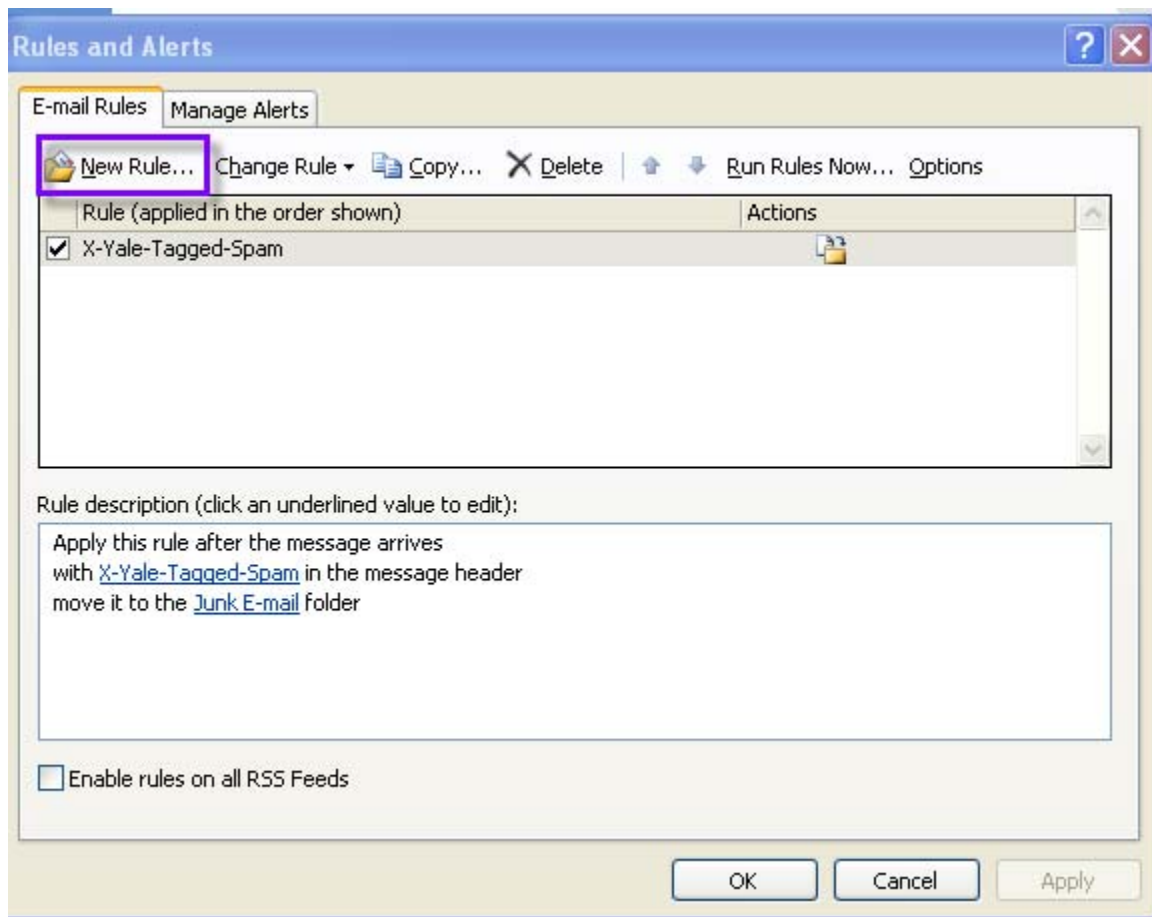 Rules and Alerts
E-mail Rules Manage Alerts
New Rule... Change Rule Copy... Delete Run Rules Now... Options
Rule (applied in the order shown) Actions
X-Yale-Tagged-Spam
Rule description (click an underlined value to edit):
Apply this rule after the message arrives
with X-Yale-Tagged-Spam in the message header
move it to the Junk E-mail folder
Enable rules on all RSS Feeds
OK Cancel Apply